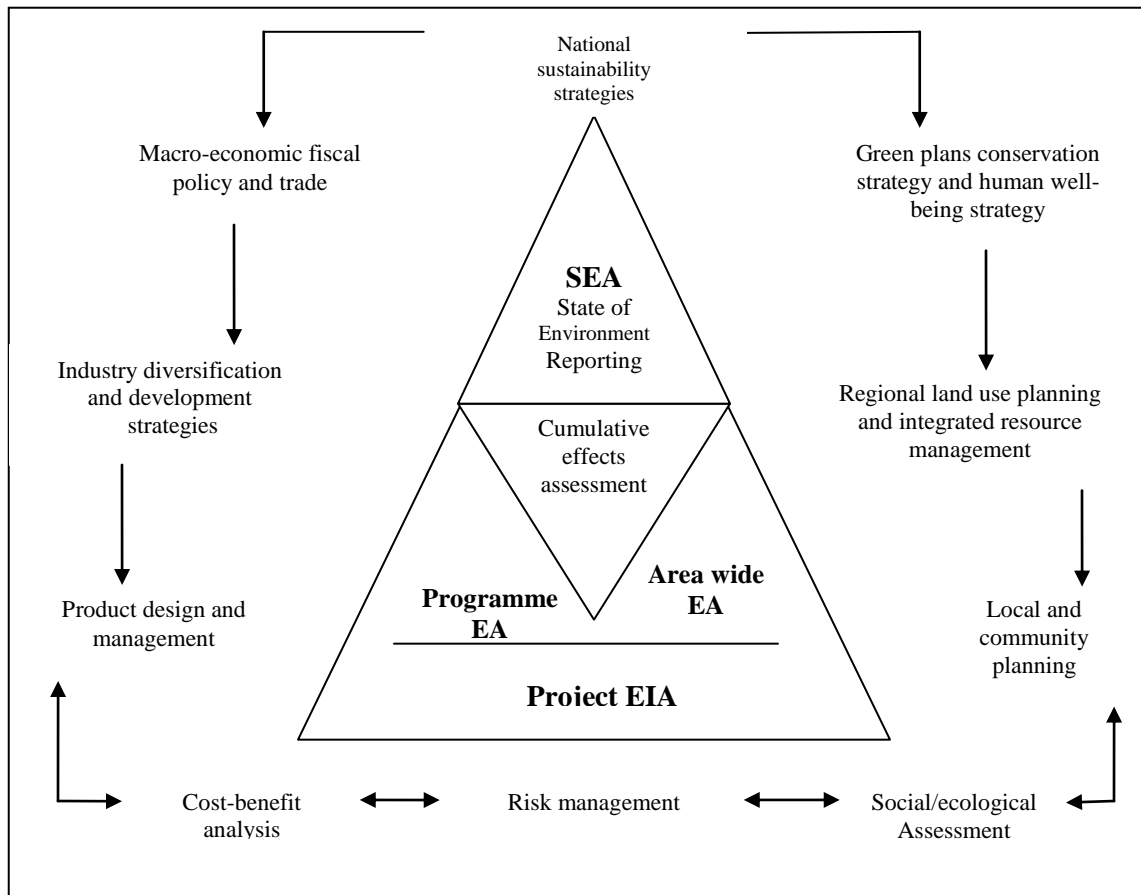 National
sustainability
strategies
Macro-economic fiscal
policy and trade
Green plans conservation
strategy and human well-
being strategy
SEA
State of
Environment
Reporting
Industry diversification
and development
strategies
Regional land use planning
and integrated resource
management
Cumulative
effects
assessment
Programme
EA
Area wide
EA
Product design and
management
Local and
community
planning
Project EIA
Cost-benefit
analysis
Risk management
Social/ecological
Assessment